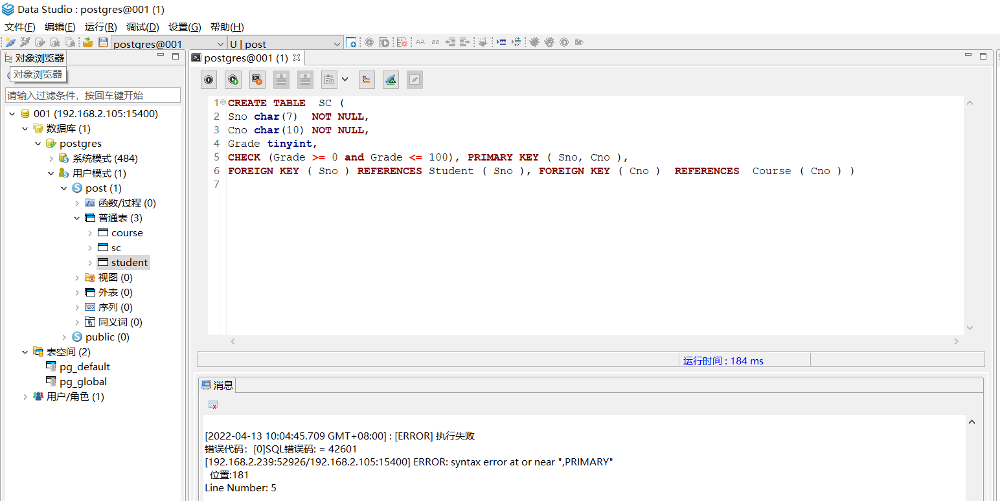 Data Studio : postgres@001 (1)
文件(F) 编辑(E) 运行(R) 调试(D) 设置(G) 帮助(H)
postgres@001 U | post
AA aa
对象浏览器
对象浏览器
请输入过滤条件，按回车键开始
001 (192.168.2.105:15400)
数据库 (1)
postgres
系统模式 (484)
用户模式 (1)
post (1)
函数/过程 (0)
普通表 (3)
course
sc
student
视图 (0)
外表 (0)
123 序列 (0)
同义词 (0)
public (0)
表空间 (2)
pg_default
pg_global
用户/角色 (1)
postgres@001 (1)
1 CREATE TABLE  SC (
2 Sno char(7)  NOT NULL,
3 Cno char(10) NOT NULL,
4 Grade tinyint,
5 CHECK (Grade >= 0 and Grade <= 100), PRIMARY KEY ( Sno, Cno ),
6 FOREIGN KEY ( Sno ) REFERENCES Student ( Sno ), FOREIGN KEY ( Cno )  REFERENCES  Course ( Cno ) )
7
运行时间 : 184 ms
消息
[2022-04-13 10:04:45.709 GMT+08:00] : [ERROR] 执行失败
错误代码：[0]SQL错误码: = 42601
[192.168.2.239:52926/192.168.2.105:15400] ERROR: syntax error at or near ",PRIMARY"
位置:181
Line Number: 5